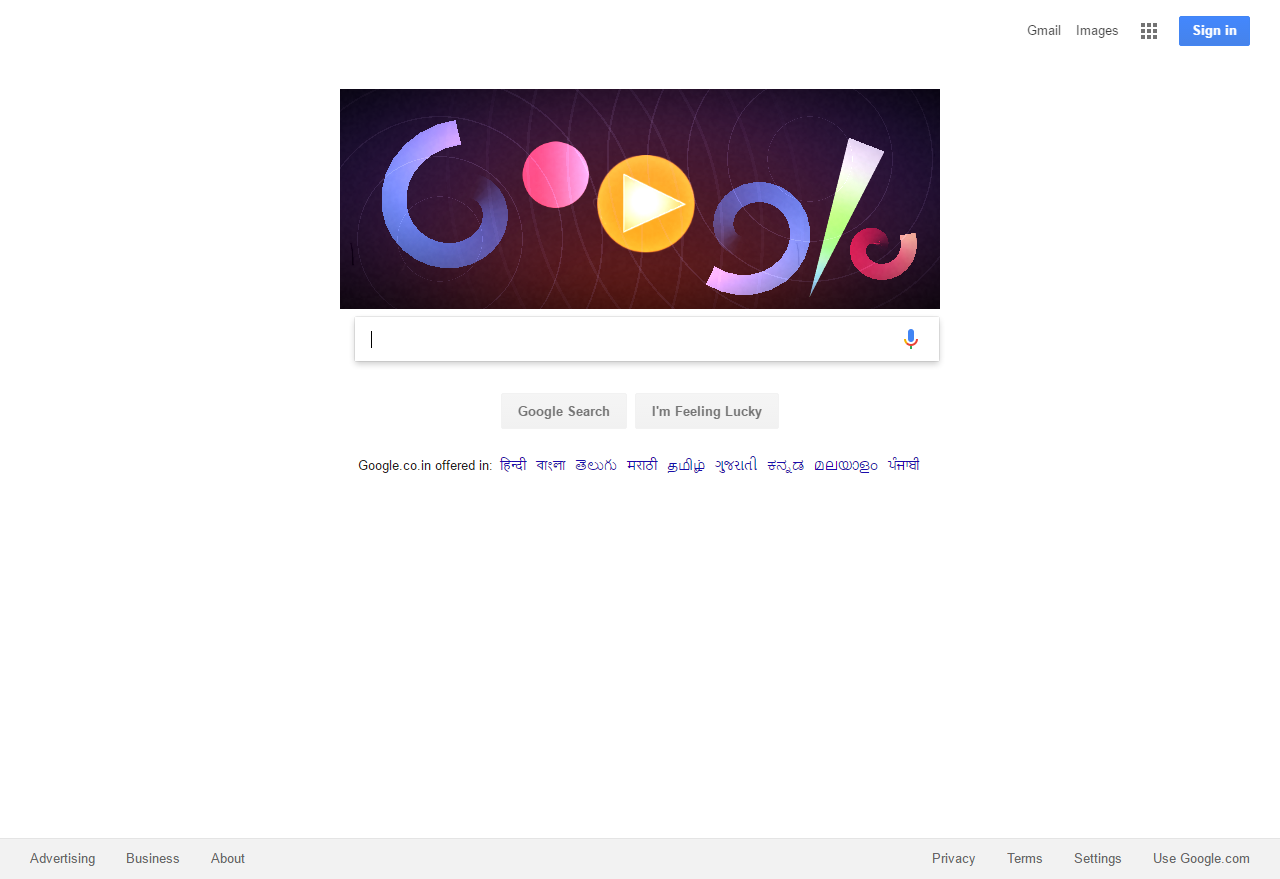 Gmail Images Sign in
Google Search I'm Feeling Lucky
Google.co.in offered in: हिन्दी বাংলা తెలుగు मराठी தமிழ் ગુજરાતી ಕನ್ನಡ മലയാളം ਪੰਜਾਬੀ
Advertising Business About Privacy Terms Settings Use Google.com